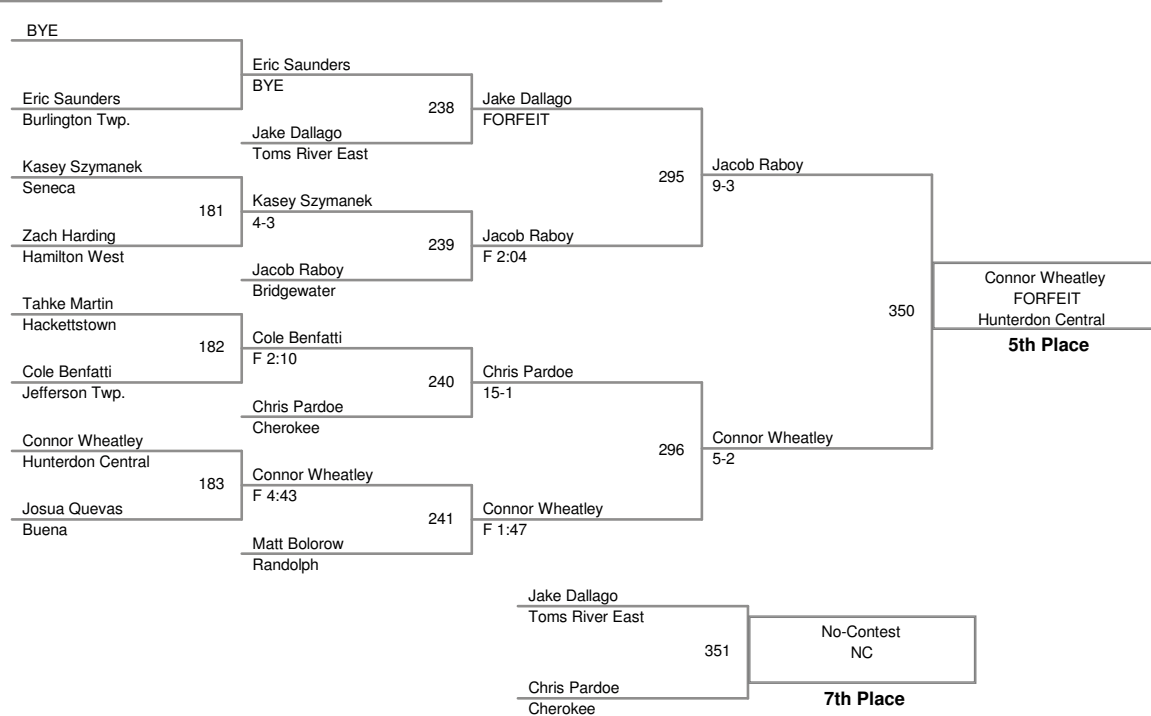 BYE
Eric Saunders
BYE
Eric Saunders
Burlington Twp.
238
Jake Dallago
FORFEIT
Jake Dallago
Toms River East
Kasey Szymanek
Seneca
295
Jacob Raboy
9-3
181
Kasey Szymanek
4-3
Zach Harding
Hamilton West
239
Jacob Raboy
F 2:04
Jacob Raboy
Bridgewater
Connor Wheatley
FORFEIT
Hunterdon Central
5th Place
350
Tahke Martin
Hackettstown
182
Cole Benfatti
F 2:10
Cole Benfatti
Jefferson Twp.
240
Chris Pardoe
15-1
Chris Pardoe
Cherokee
Connor Wheatley
Hunterdon Central
296
Connor Wheatley
5-2
183
Connor Wheatley
F 4:43
Josua Quevas
Buena
241
Connor Wheatley
F 1:47
Matt Bolorow
Randolph
Jake Dallago
Toms River East
351
No-Contest
NC
Chris Pardoe
Cherokee
7th Place